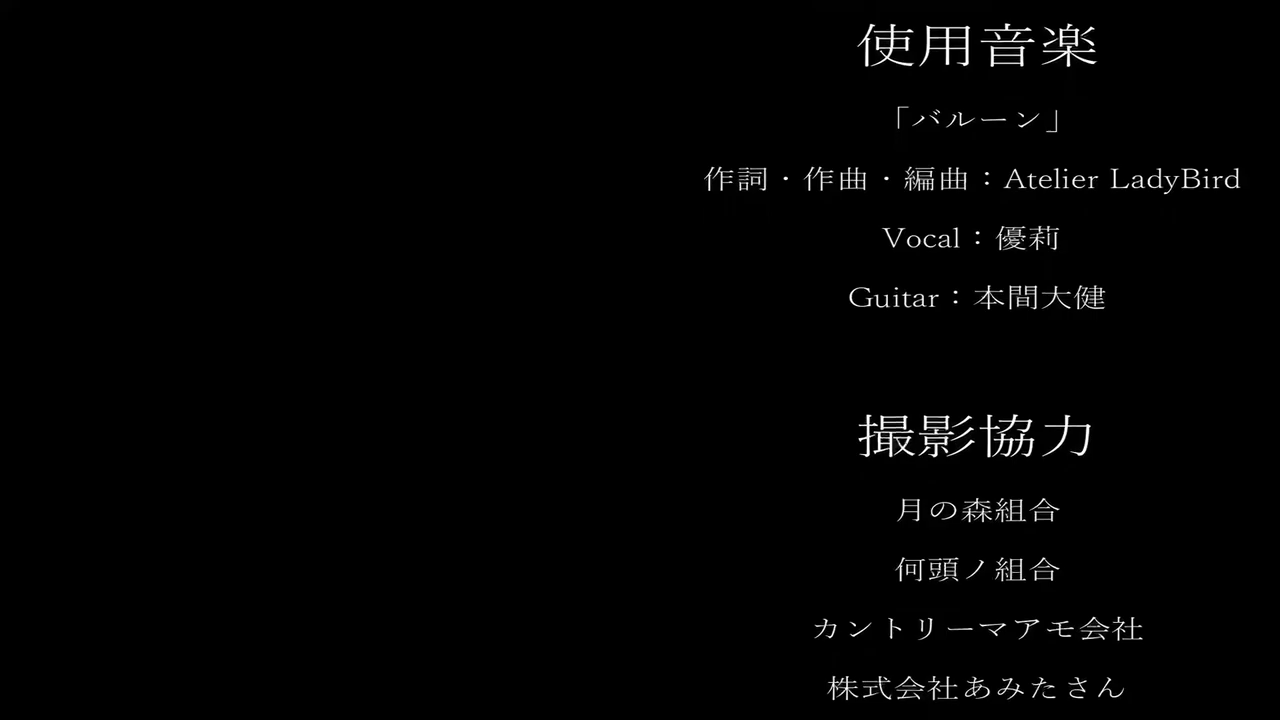 使用音楽
「バルーン」
作詞・作曲・編曲：Atelier LadyBird
Vocal：優莉
Guitar：本間大健
撮影協力
月の森組合
何頭ノ組合
カントリーマアモ会社
株式会社あみたさん